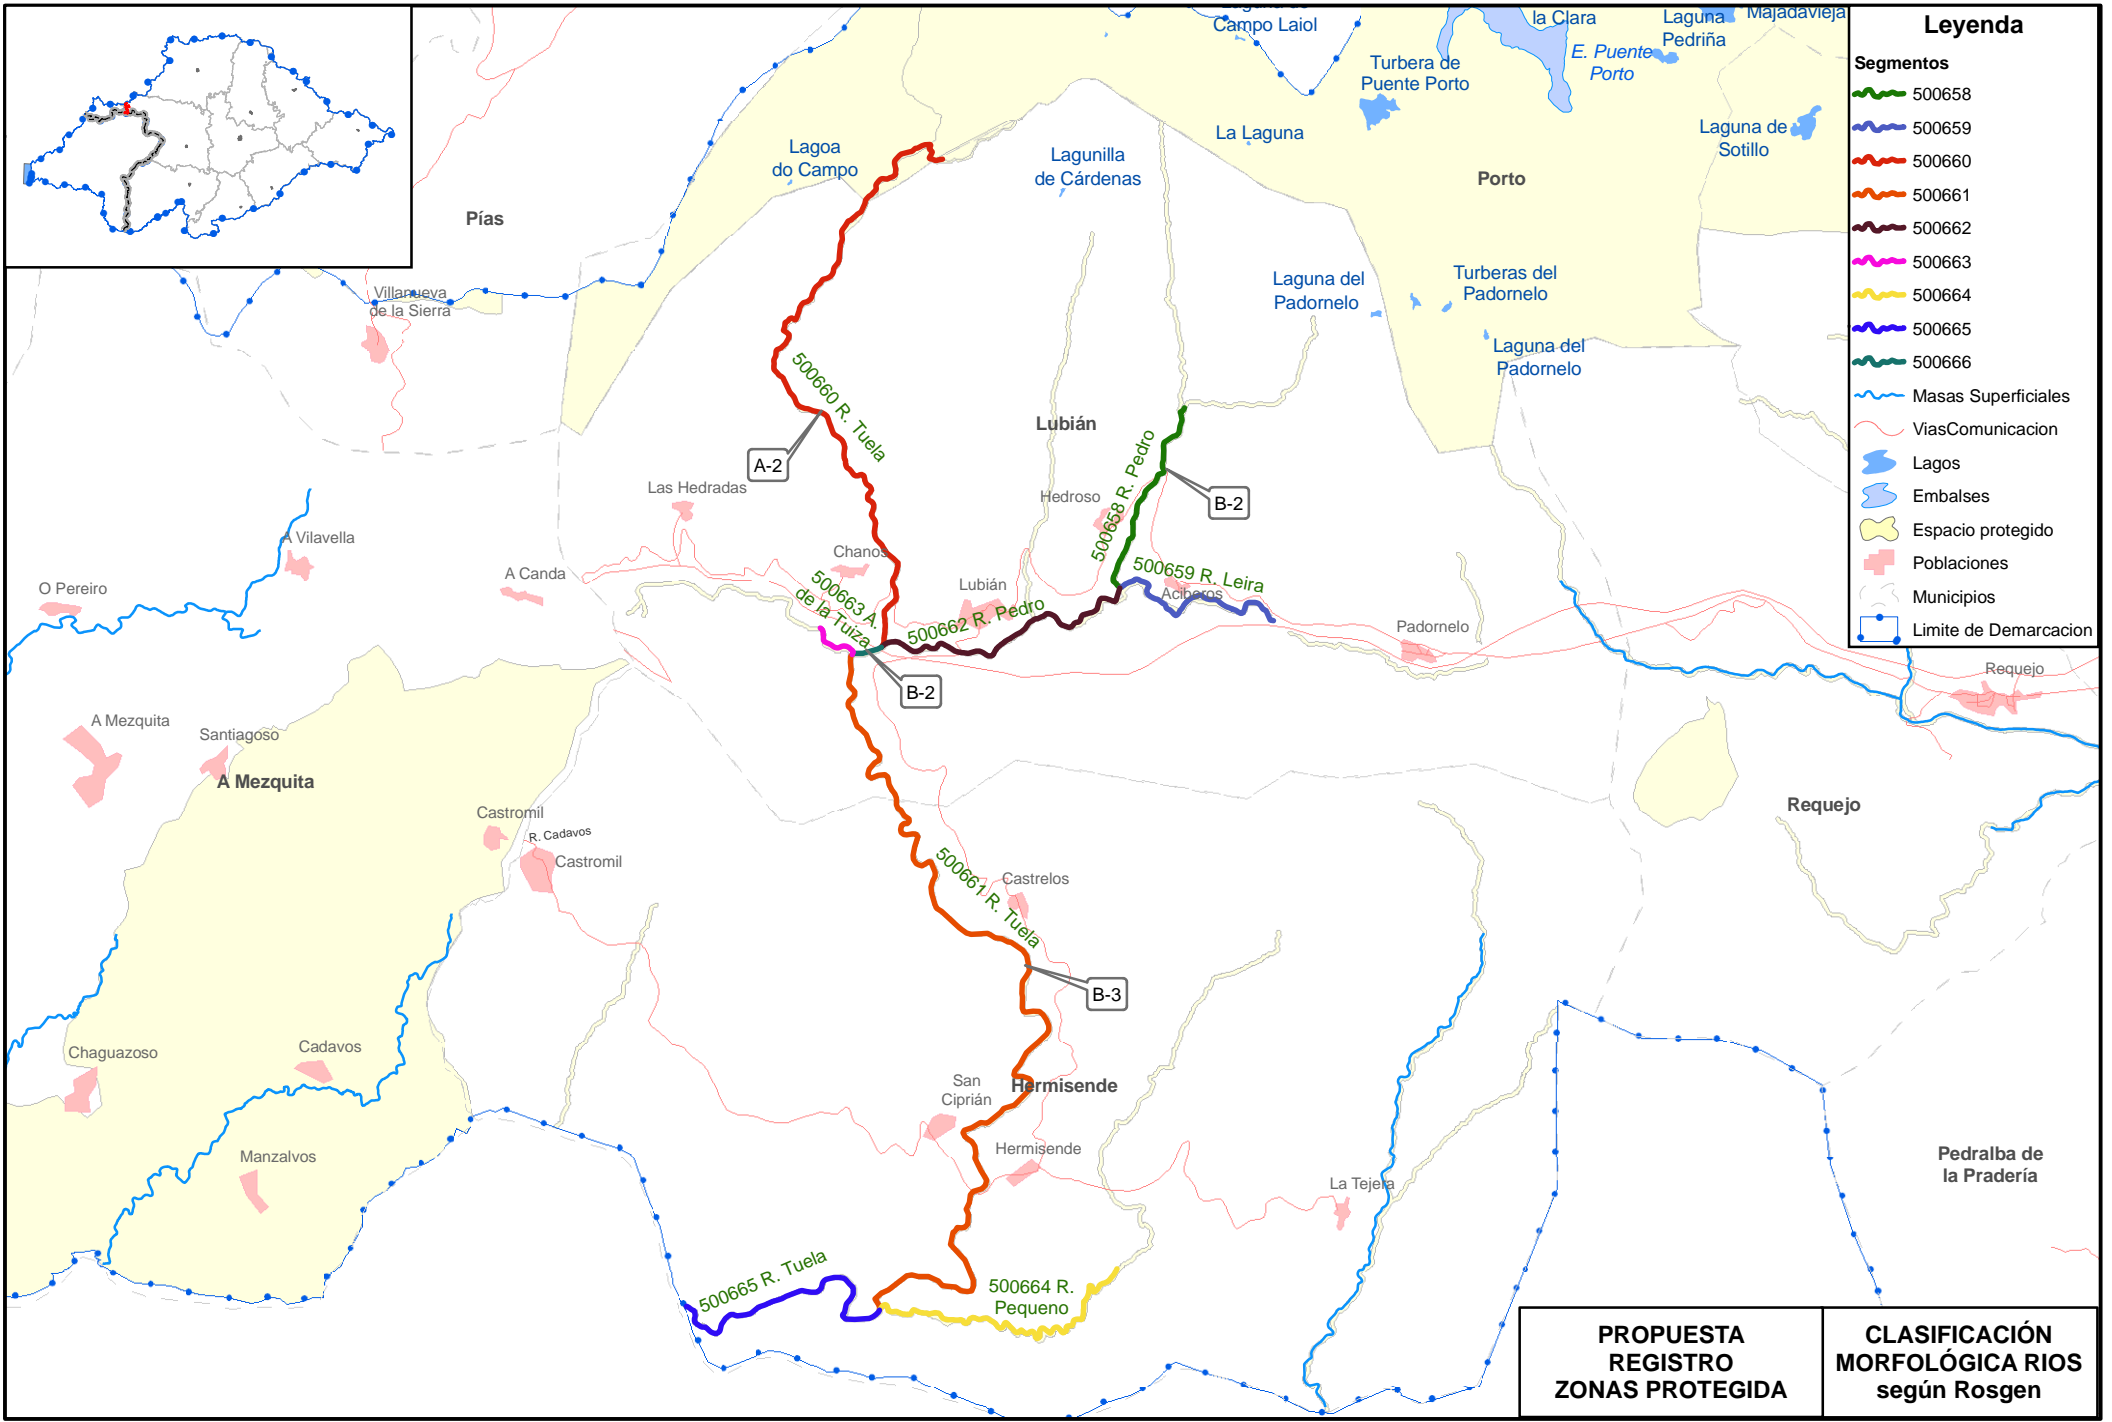 Laguna de
Campo Laiol
la Clara
Laguna
Pedriña
Majadavieja
E. Puente
Porto
Turbera de
Puente Porto
La Laguna
Laguna de
Sotillo
Lagoa
do Campo
Lagunilla
de Cárdenas
Porto
Pías
Laguna del
Padornelo
Turberas del
Padornelo
Laguna del
Padornelo
Villanueva
de la Sierra
500660 R. Tuela
A-2
Lubián
500658 R. Pedro
B-2
Las Hedradas
Hedroso
A Vilavella
Chanos
O Pereiro
A Canda
500663 A.
de la Tuiza
Lubián
500662 R. Pedro
500659 R. Leira
Aciberos
Padornelo
Requejo
B-2
A Mezquita
Santiagoso
A Mezquita
Requejo
Castromil
R. Cadavos
Castromil
500661 R. Tuela
Castrelos
B-3
Chaguazoso
Cadavos
San
Ciprián
Hermisende
Hermisende
Manzalvos
La Tejera
Pedralba de
la Pradería
500665 R. Tuela
500664 R.
Pequeno
Leyenda
Segmentos
500658
500659
500660
500661
500662
500663
500664
500665
500666
Masas Superficiales
ViasComunicacion
Lagos
Embalses
Espacio protegido
Poblaciones
Municipios
Limite de Demarcacion
PROPUESTA
REGISTRO
ZONAS PROTEGIDA
CLASIFICACIÓN
MORFOLÓGICA RIOS
según Rosgen